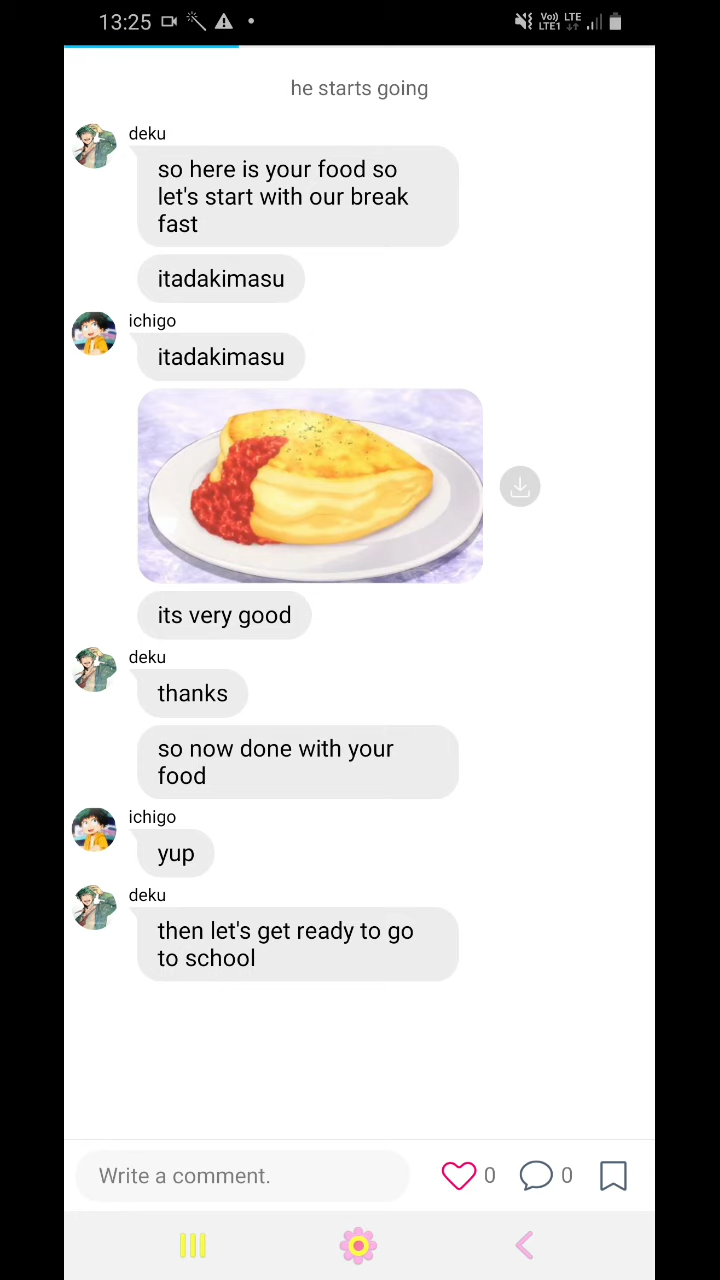 13:25
Vo)) LTE
LTE1
he starts going
deku
so here is your food so
let's start with our break
fast
itadakimasu
ichigo
itadakimasu
its very good
deku
thanks
so now done with your
food
ichigo
yup
deku
then let's get ready to go
to school
Write a comment.
0
0